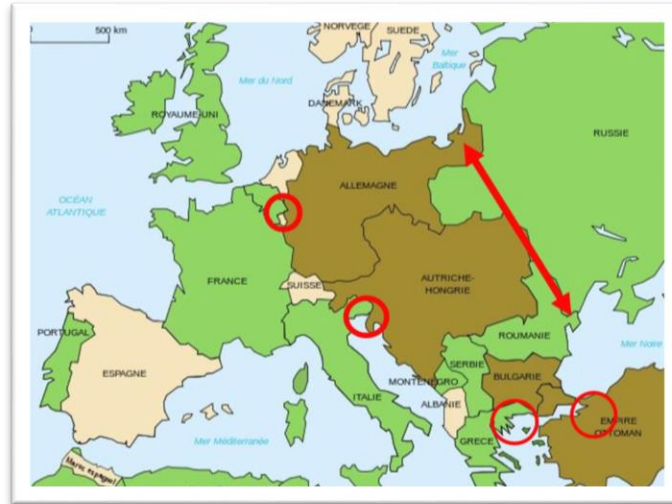 500 km
NORVEGE
SUEDE
Mer
Baltique
Mer du Nord
DANEMARK
ROYAUME-UNI
RUSSIE
ALLEMAGNE
OCÉAN
ATLANTIQUE
FRANCE
AUTRICHE-
HONGRIE
SUISSE
ROUMANIE
PORTUGAL
Mer Noire
SERBIE
ESPAGNE
BULGARIE
MONTENEGRO
ITALIE
ALBANIE
EMPIRE
OTTOMAN
Mer Méditerranée
GRECE
Maroc espagnol